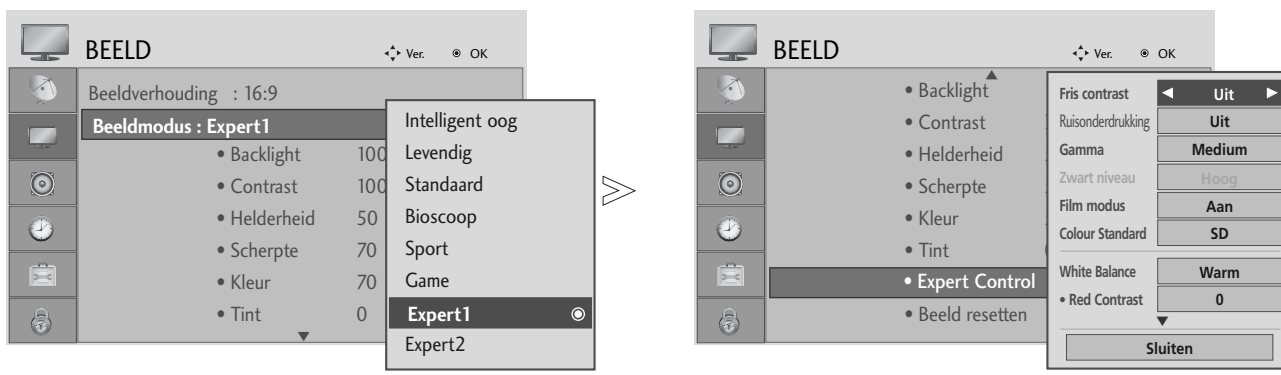 BEELD
Ver. OK
Beeldverhouding : 16:9
Beeldmodus : Expert1
• Backlight 100
• Contrast 100
• Helderheid 50
• Scherpte 70
• Kleur 70
• Tint 0
Intelligent oog
Levendig
Standaard
Bioscoop
Sport
Game
Expert1
Expert2
BEELD
Ver. OK
• Backlight
• Contrast
• Helderheid
• Scherpte
• Kleur
• Tint
• Expert Control
• Beeld resetten
Fris contrast Uit
Ruisonderdrukking Uit
Gamma Medium
Zwart niveau Hoog
Film modus Aan
Colour Standard SD
White Balance Warm
• Red Contrast 0
Sluiten